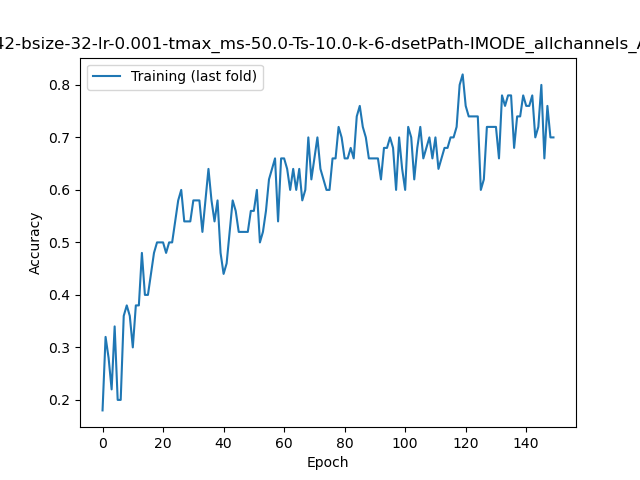 42-bsize-32-lr-0.001-tmax_ms-50.0-Ts-10.0-k-6-dsetPath-IMODE_allchannels_A
Training (last fold)
0.8
0.7
0.6
0.5
0.4
0.3
0.2
Accuracy
0 20 40 60 80 100 120 140
Epoch